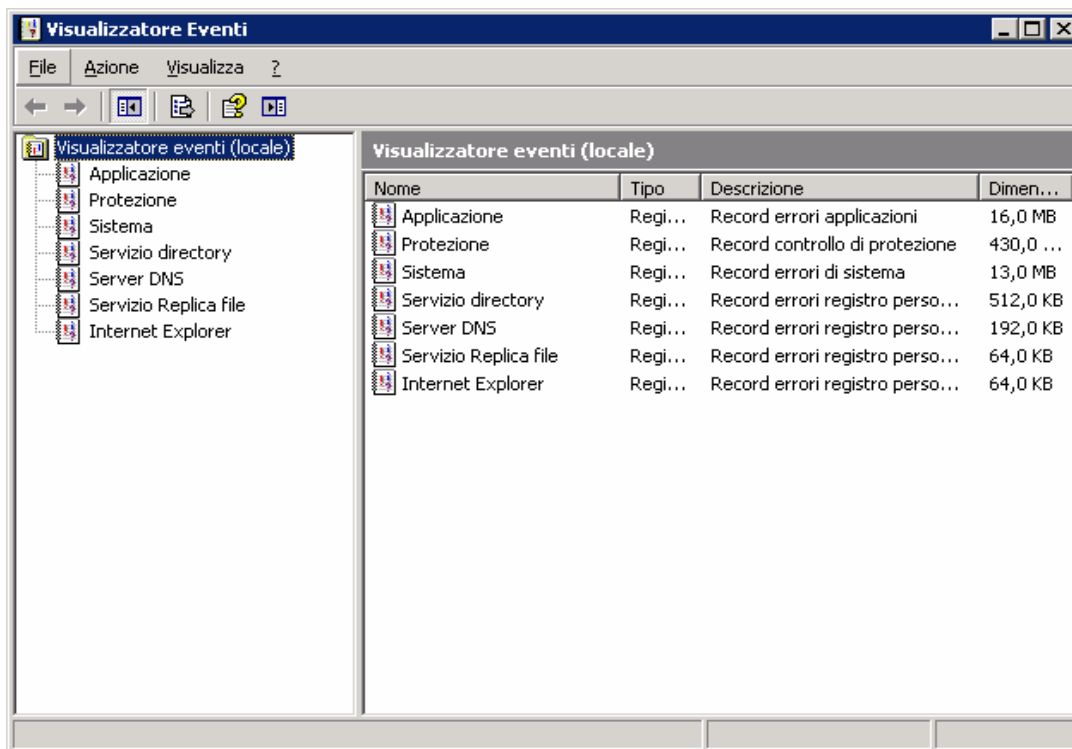 Visualizzatore Eventi
File Azione Visualizza ?
Visualizzatore eventi (locale)
Applicazione
Protezione
Sistema
Servizio directory
Server DNS
Servizio Replica file
Internet Explorer
Visualizzatore eventi (locale)
Nome Tipo Descrizione Dimen...
Applicazione Regi... Record errori applicazioni 16,0 MB
Protezione Regi... Record controllo di protezione 430,0 ...
Sistema Regi... Record errori di sistema 13,0 MB
Servizio directory Regi... Record errori registro perso... 512,0 KB
Server DNS Regi... Record errori registro perso... 192,0 KB
Servizio Replica file Regi... Record errori registro perso... 64,0 KB
Internet Explorer Regi... Record errori registro perso... 64,0 KB